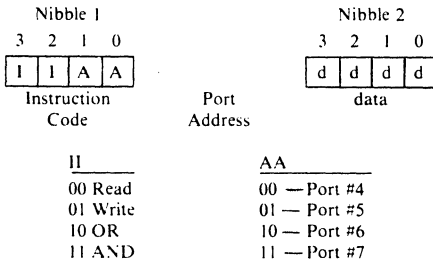 Nibble 1 Nibble 2
3 2 1 0 3 2 1 0
I I A A d d d d
Instruction Port data
Code Address
II AA
00 Read 00 — Port #4
01 Write 01 — Port #5
10 OR 10 — Port #6
11 AND 11 — Port #7